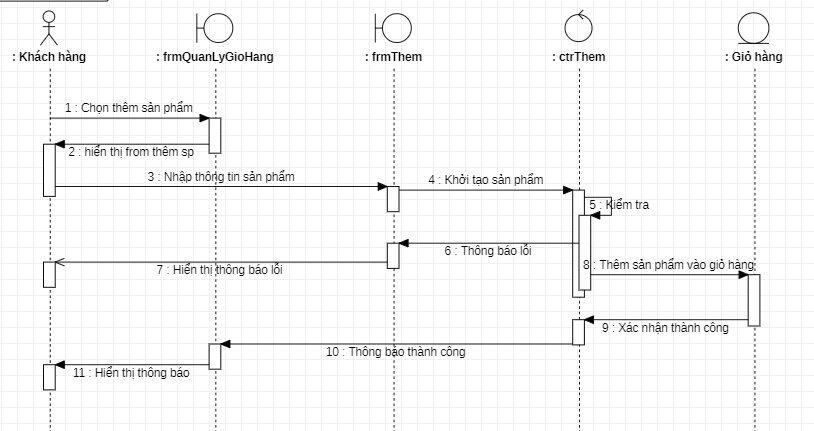 : Khách hàng
: frmQuanLyGioHang
: frmThem
: ctrThem
: Giỏ hàng
1 : Chọn thêm sản phẩm
2 : hiển thị from thêm sp
3 : Nhập thông tin sản phẩm
4 : Khởi tạo sản phẩm
5 : Kiểm tra
6 : Thông báo lỗi
7 : Hiển thị thông báo lỗi
8 : Thêm sản phẩm vào giỏ hàng
9 : Xác nhận thành công
10 : Thông báo thành công
11 : Hiển thị thông báo